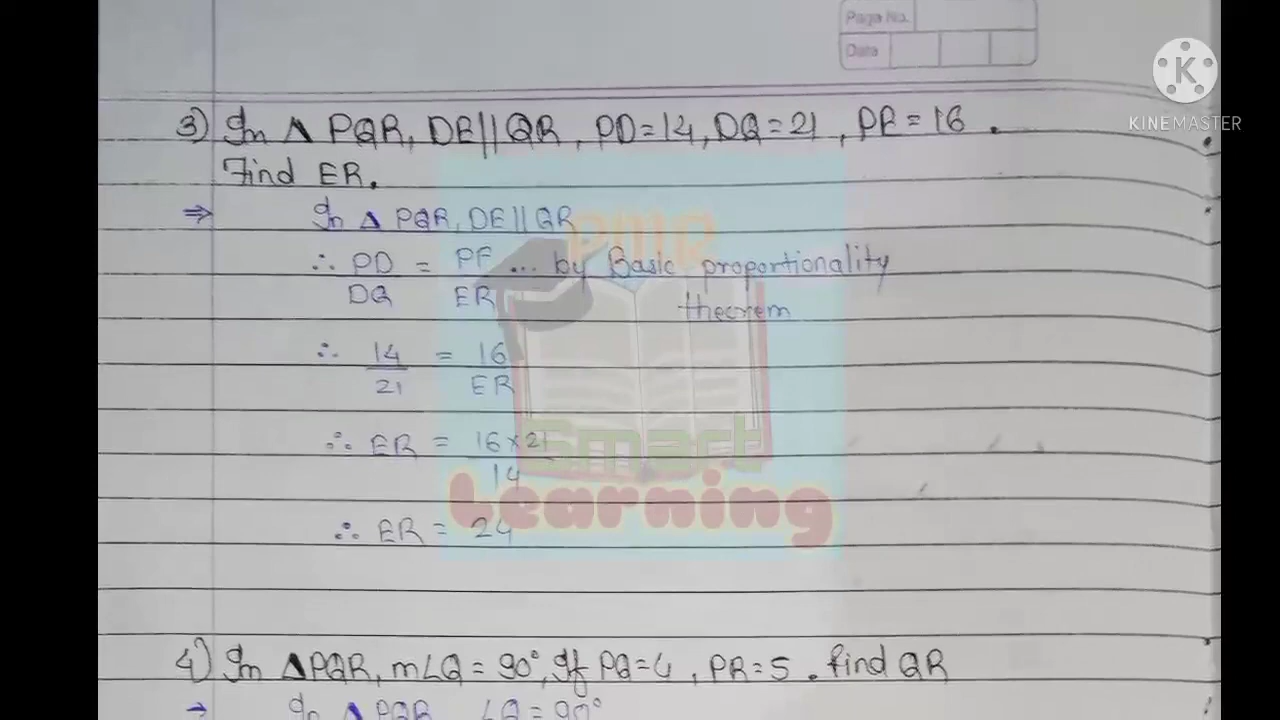 Page No.
Date
KINEMASTER
3) In Δ PQR, DE||QR, PD=14, DQ=21, PE=16.
Find ER.
⇒ In Δ PQR, DE||QR
∴ PD = PE ... by Basic proportionality
DQ ER theorem
∴ 14 = 16
21 ER
∴ ER = 16×21
14
∴ ER = 24
PMR
Smart
Learning
4) In ΔPQR, m∠Q=90°, If PQ=4, PR=5. find QR
→ In Δ PQR ∠Q=90°